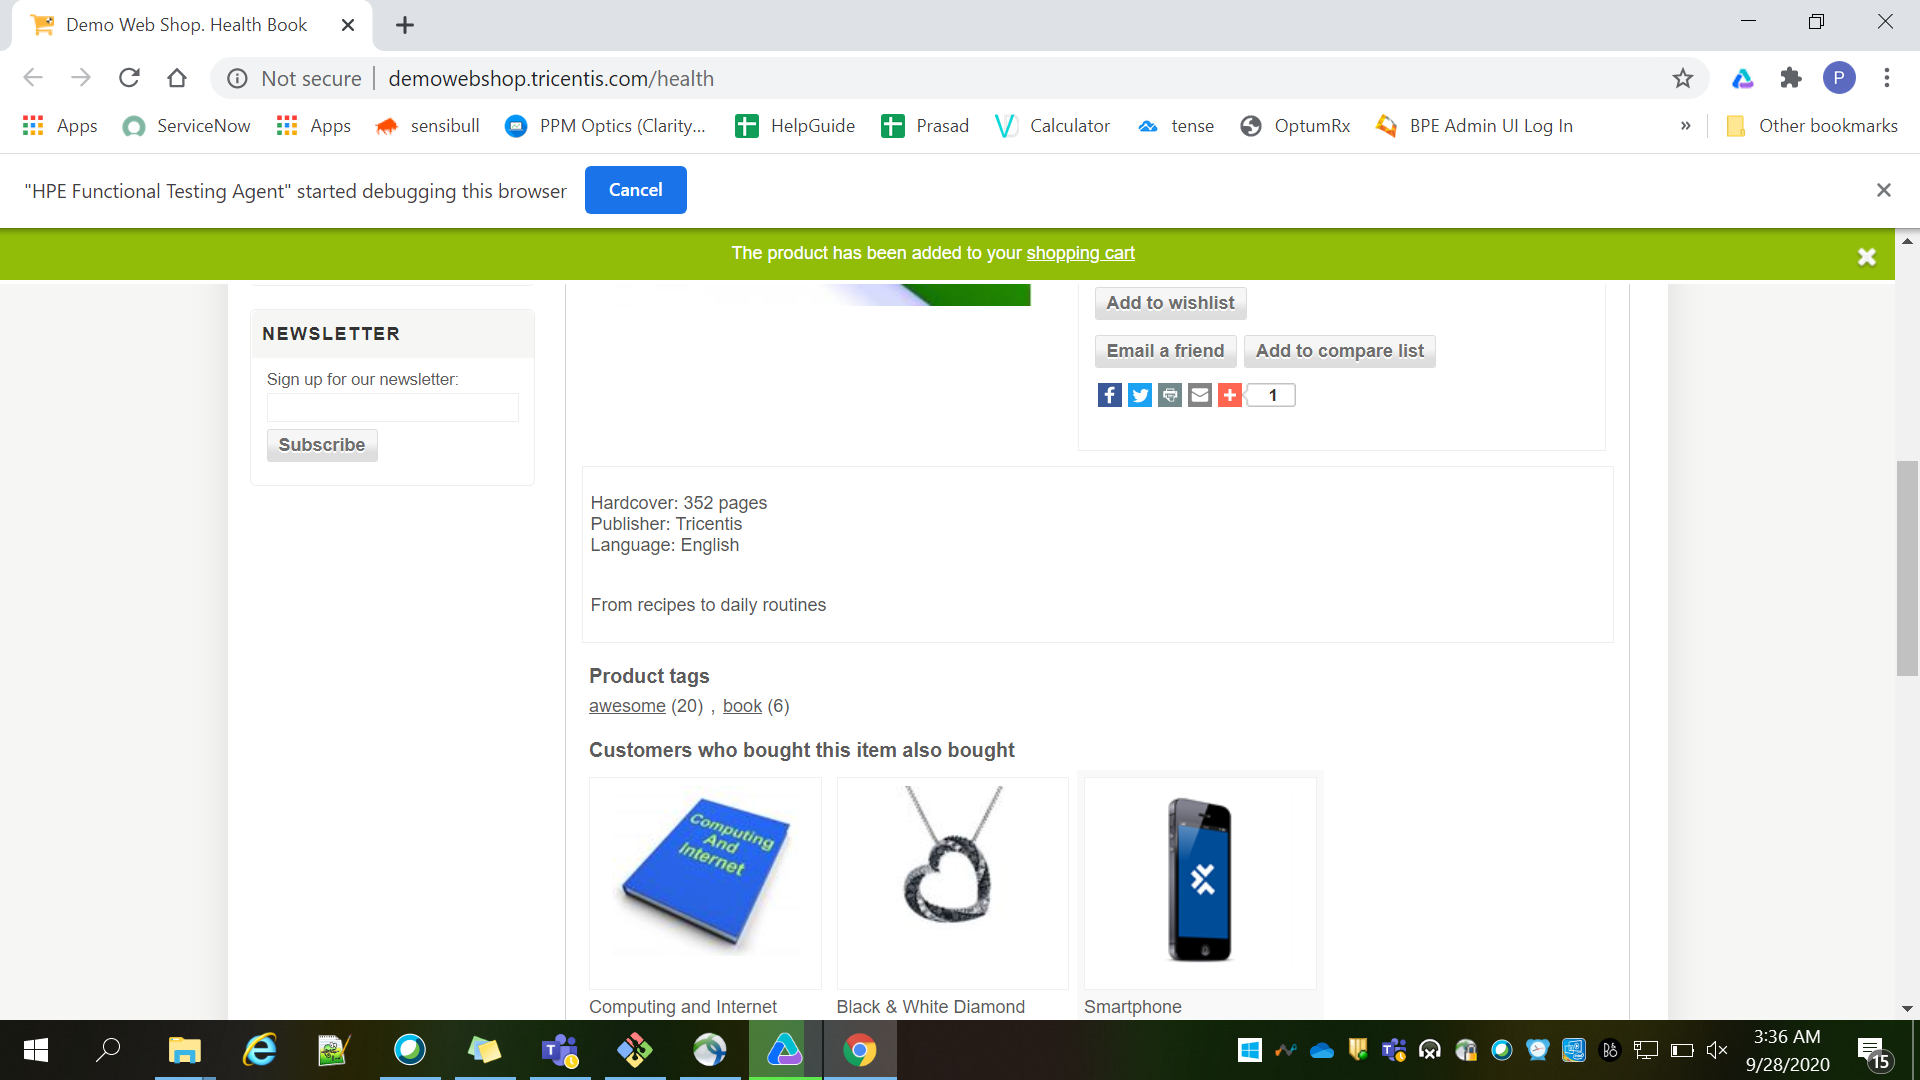 Demo Web Shop. Health Book
Not secure
demowebshop.tricentis.com/health
P
Apps
ServiceNow
Apps
sensibull
PPM Optics (Clarity...
HelpGuide
Prasad
Calculator
tense
OptumRx
BPE Admin UI Log In
»
Other bookmarks
"HPE Functional Testing Agent" started debugging this browser
Cancel
The product has been added to your shopping cart
Add to wishlist
NEWSLETTER
Email a friend
Add to compare list
Sign up for our newsletter:
1
Subscribe
Hardcover: 352 pages
Publisher: Tricentis
Language: English
From recipes to daily routines
Product tags
awesome (20) , book (6)
Customers who bought this item also bought
Computing
And
Internet
Computing and Internet
Black & White Diamond
Smartphone
3:36 AM
9/28/2020
15